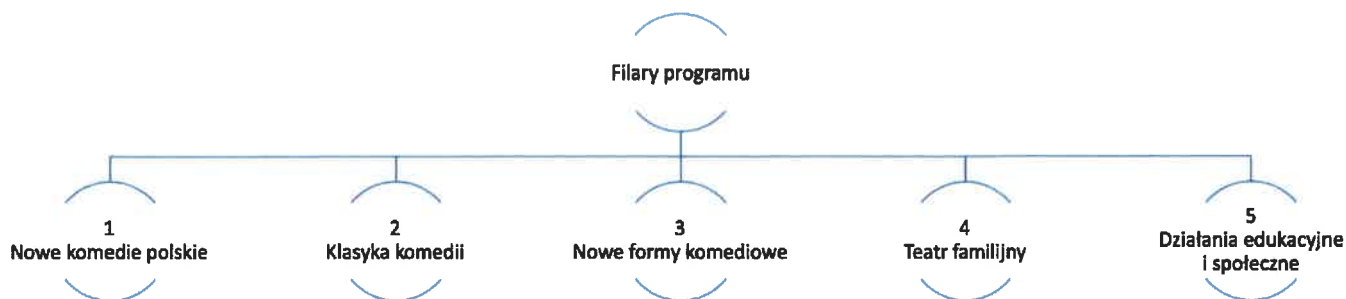 Filary programu
1
Nowe komedie polskie
2
Klasyka komedii
3
Nowe formy komediowe
4
Teatr familijny
5
Działania edukacyjne
i społeczne